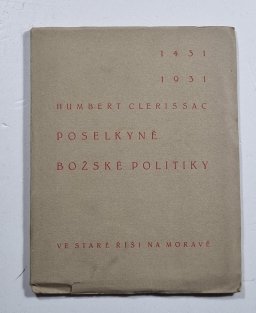 1431
1931
HUMBERT CLERISSAC
POSELKYNĚ
BOŽSKÉ POLITIKY
VE STARÉ ŘÍŠI NA MORAVĚ